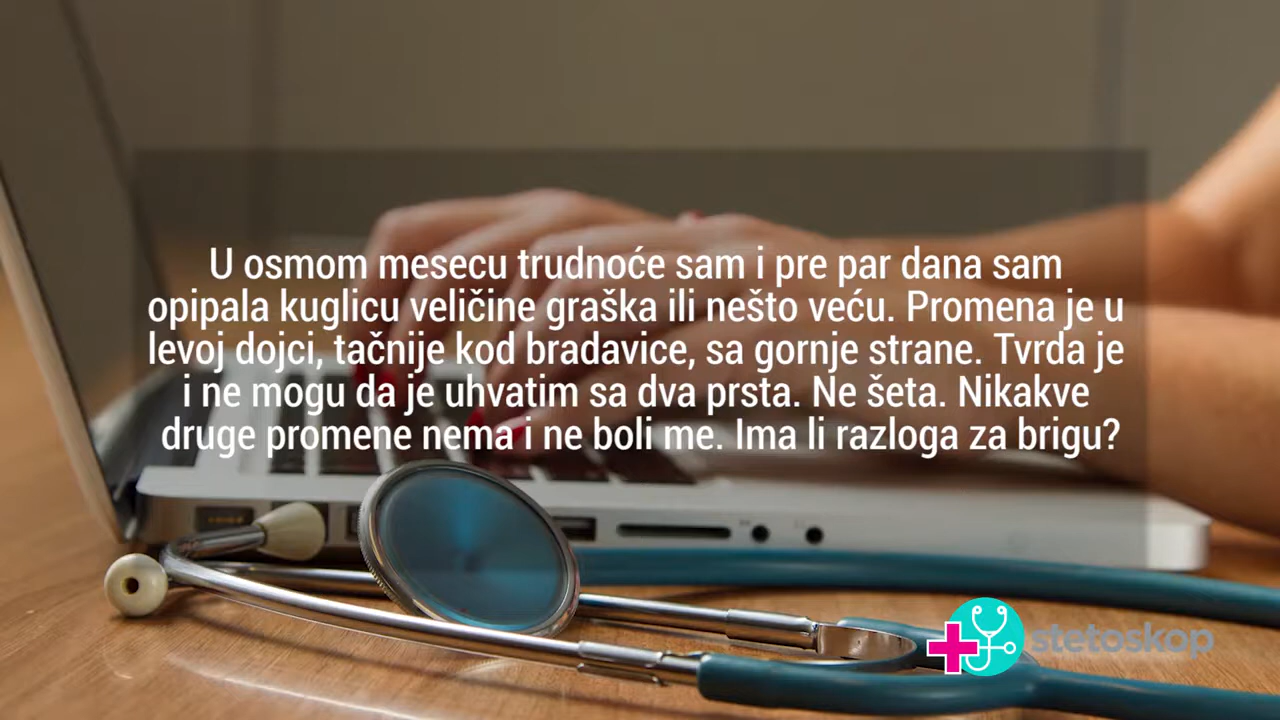 U osmom mesecu trudnoće sam i pre par dana sam
opipala kuglicu veličine graška ili nešto veću. Promena je u
levoj dojci, tačnije kod bradavice, sa gornje strane. Tvrda je
i ne mogu da je uhvatim sa dva prsta. Ne šeta. Nikakve
druge promene nema i ne boli me. Ima li razloga za brigu?
stetoskop